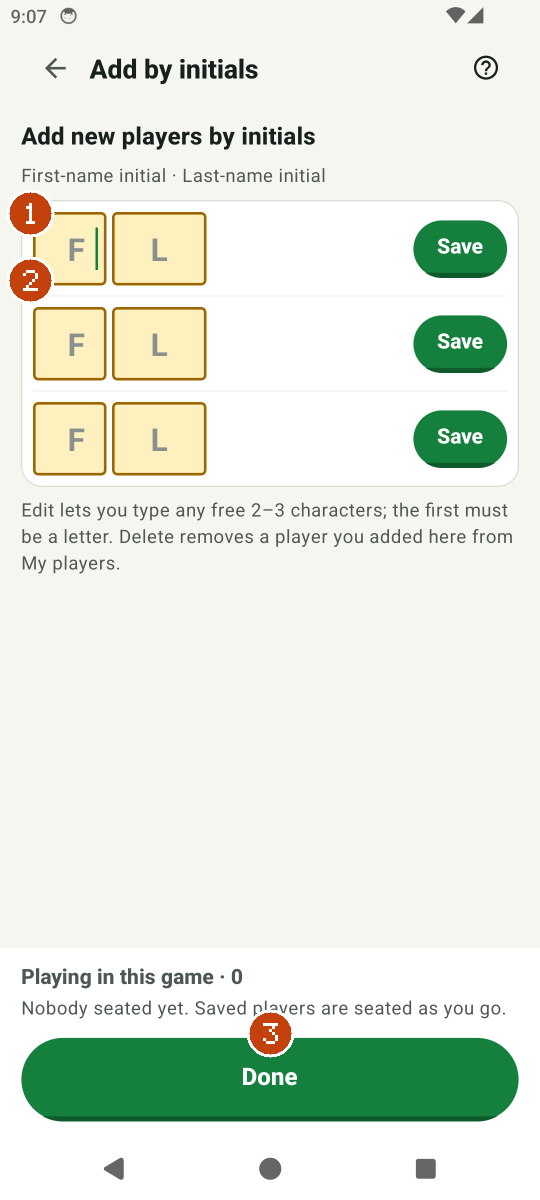 9:07
Add by initials
Add new players by initials
First-name initial · Last-name initial
1
F L Save
2
F L Save
F L Save
Edit lets you type any free 2–3 characters; the first must
be a letter. Delete removes a player you added here from
My players.
Playing in this game · 0
Nobody seated yet. Saved players are seated as you go.
3
Done